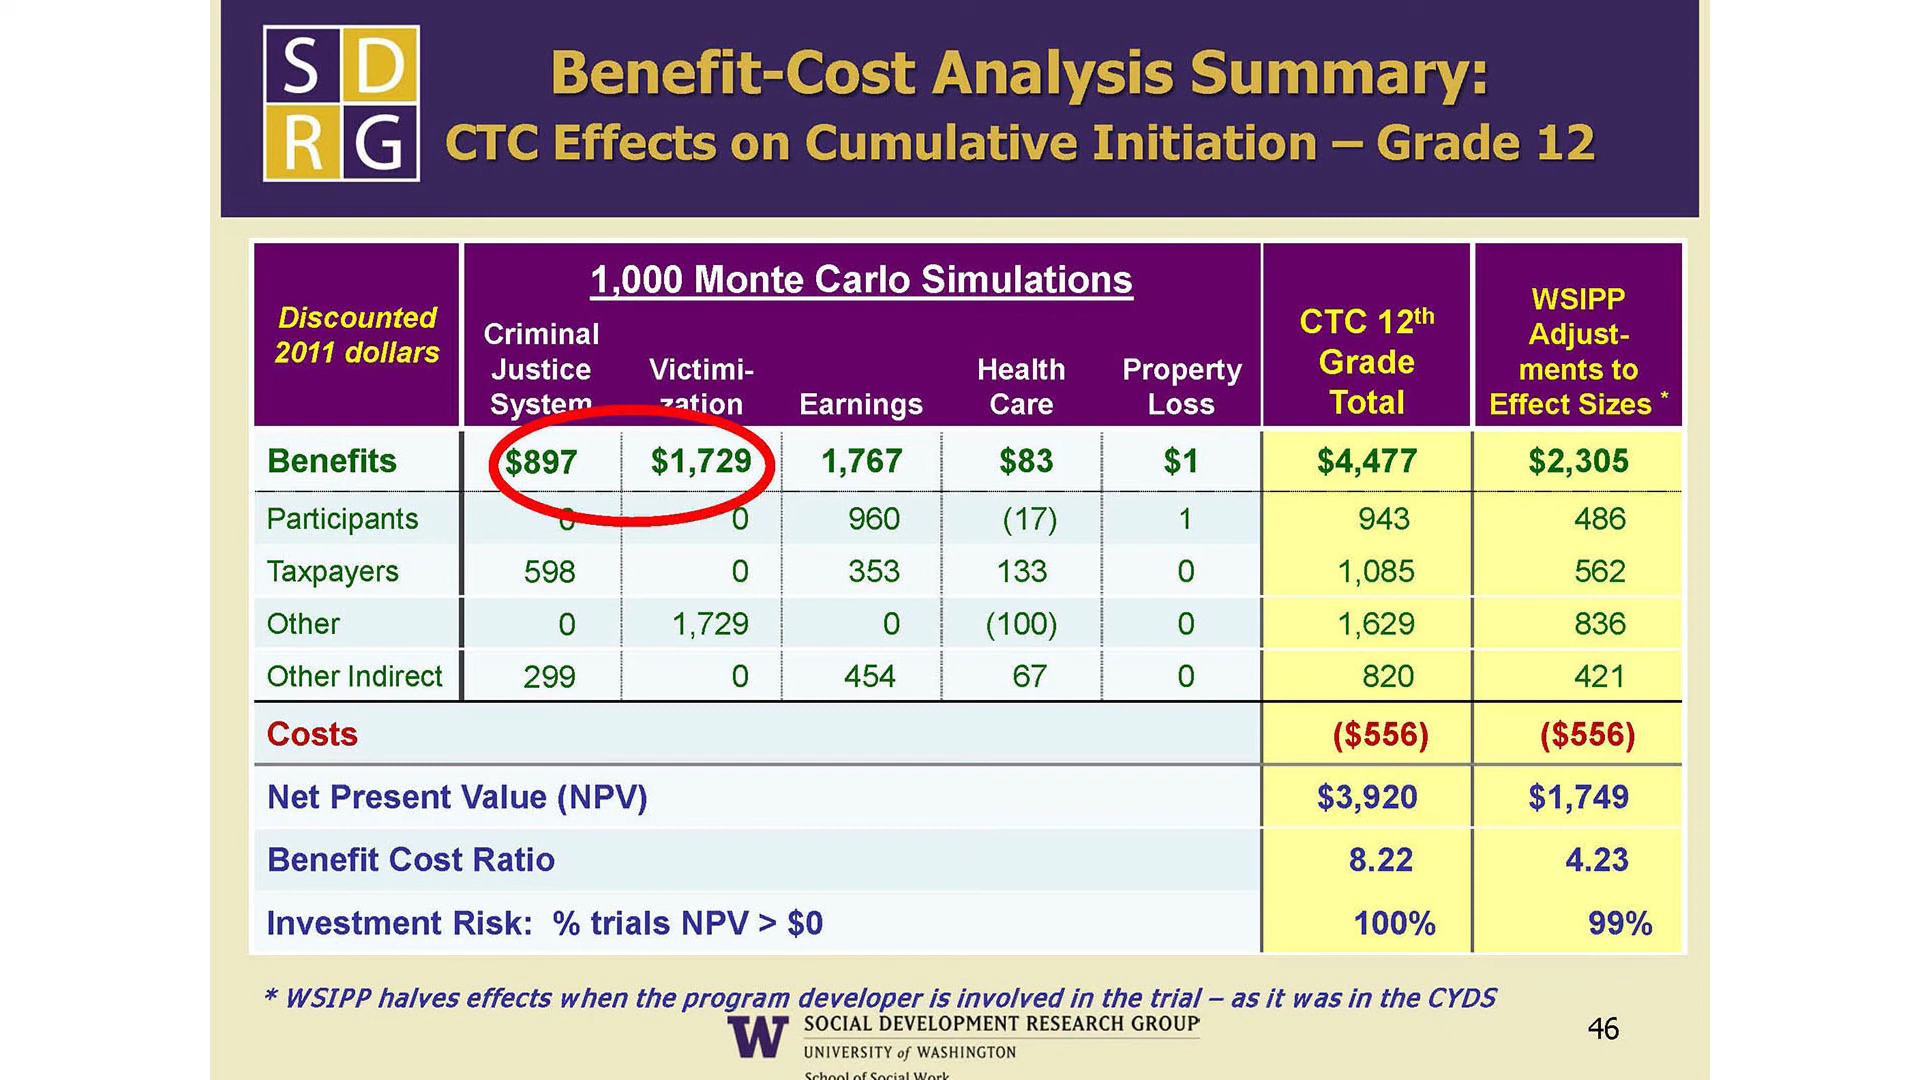 S D
R G
Benefit-Cost Analysis Summary:
CTC Effects on Cumulative Initiation – Grade 12
Discounted
2011 dollars
1,000 Monte Carlo Simulations
Criminal
Justice
System
Victimi-
zation
Earnings
Health
Care
Property
Loss
CTC 12th
Grade
Total
WSIPP
Adjust-
ments to
Effect Sizes *
Benefits $897 $1,729 1,767 $83 $1 $4,477 $2,305
Participants 0 0 960 (17) 1 943 486
Taxpayers 598 0 353 133 0 1,085 562
Other 0 1,729 0 (100) 0 1,629 836
Other Indirect 299 0 454 67 0 820 421
Costs ($556) ($556)
Net Present Value (NPV) $3,920 $1,749
Benefit Cost Ratio 8.22 4.23
Investment Risk: % trials NPV > $0 100% 99%
* WSIPP halves effects when the program developer is involved in the trial – as it was in the CYDS
W
SOCIAL DEVELOPMENT RESEARCH GROUP
UNIVERSITY of WASHINGTON
School of Social Work
46